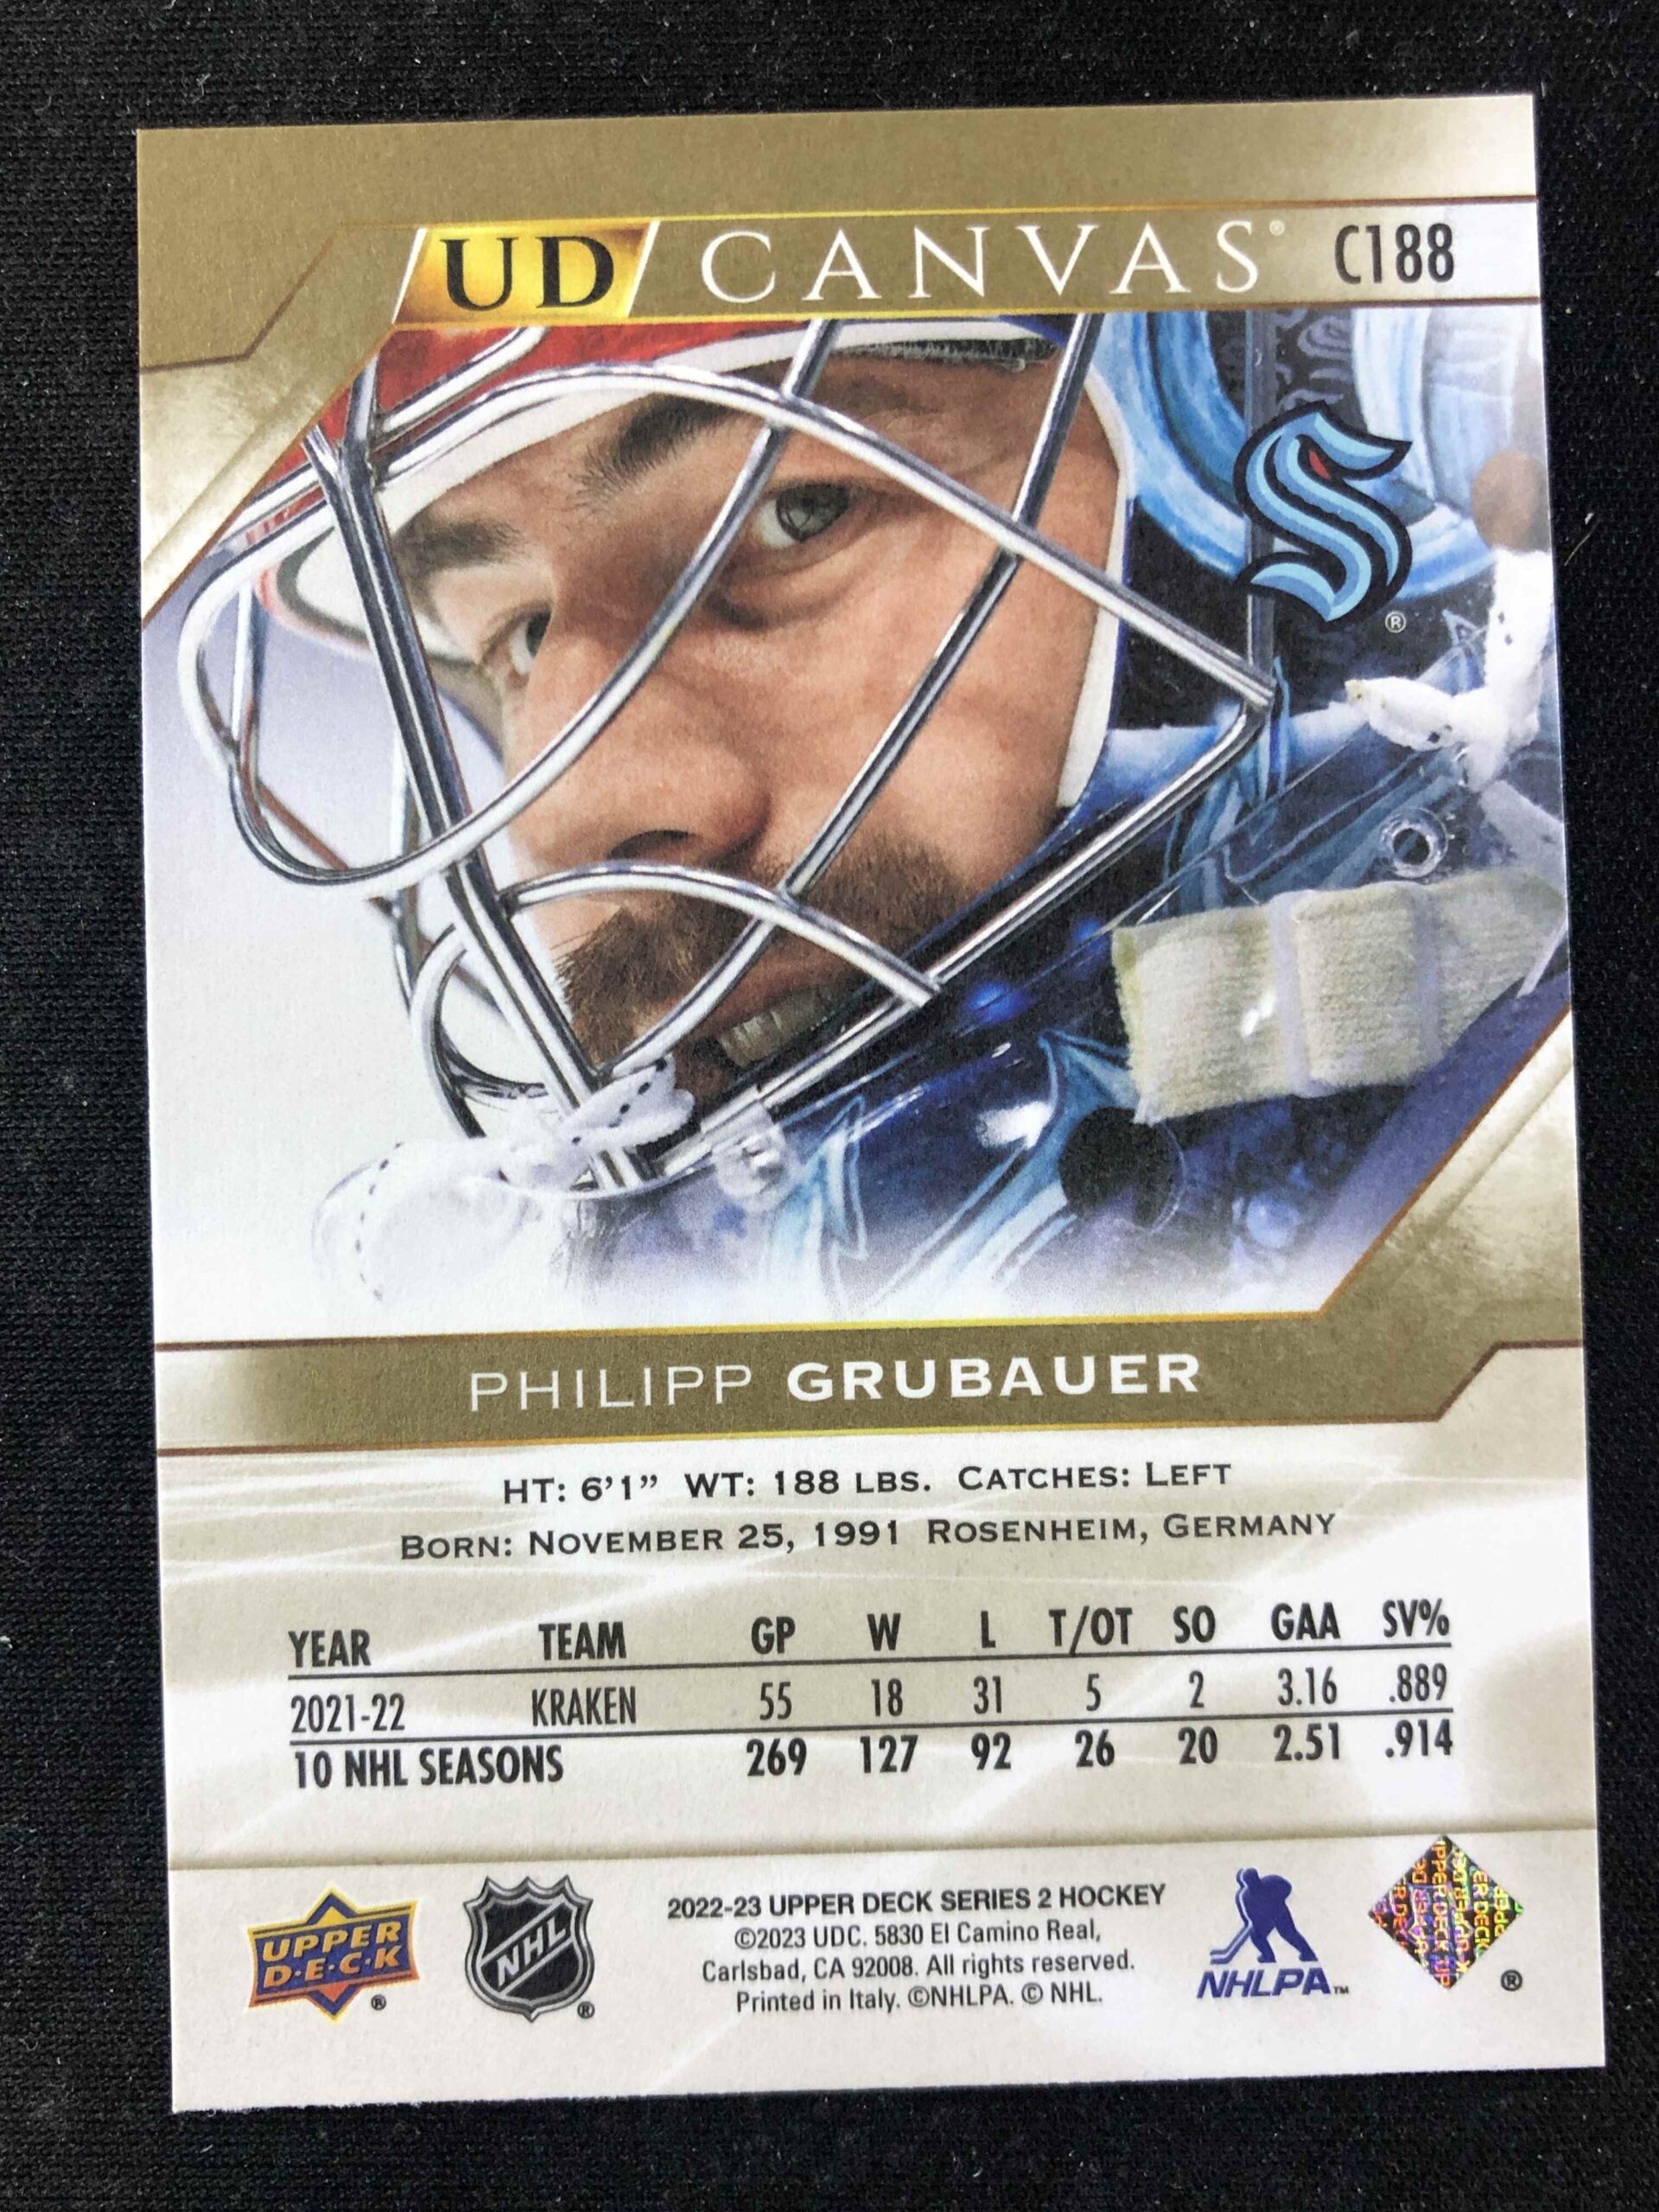 UD CANVAS® C188
®
PHILIPP GRUBAUER
HT: 6'1” WT: 188 LBS. CATCHES: LEFT
BORN: NOVEMBER 25, 1991 ROSENHEIM, GERMANY
YEAR TEAM GP W L T/OT SO GAA SV%
2021-22 KRAKEN 55 18 31 5 2 3.16 .889
10 NHL SEASONS 269 127 92 26 20 2.51 .914
UPPER
D·E·C·K
®
NHL
®
2022-23 UPPER DECK SERIES 2 HOCKEY
©2023 UDC. 5830 El Camino Real,
Carlsbad, CA 92008. All rights reserved.
Printed in Italy. ©NHLPA. © NHL.
NHLPA™
®